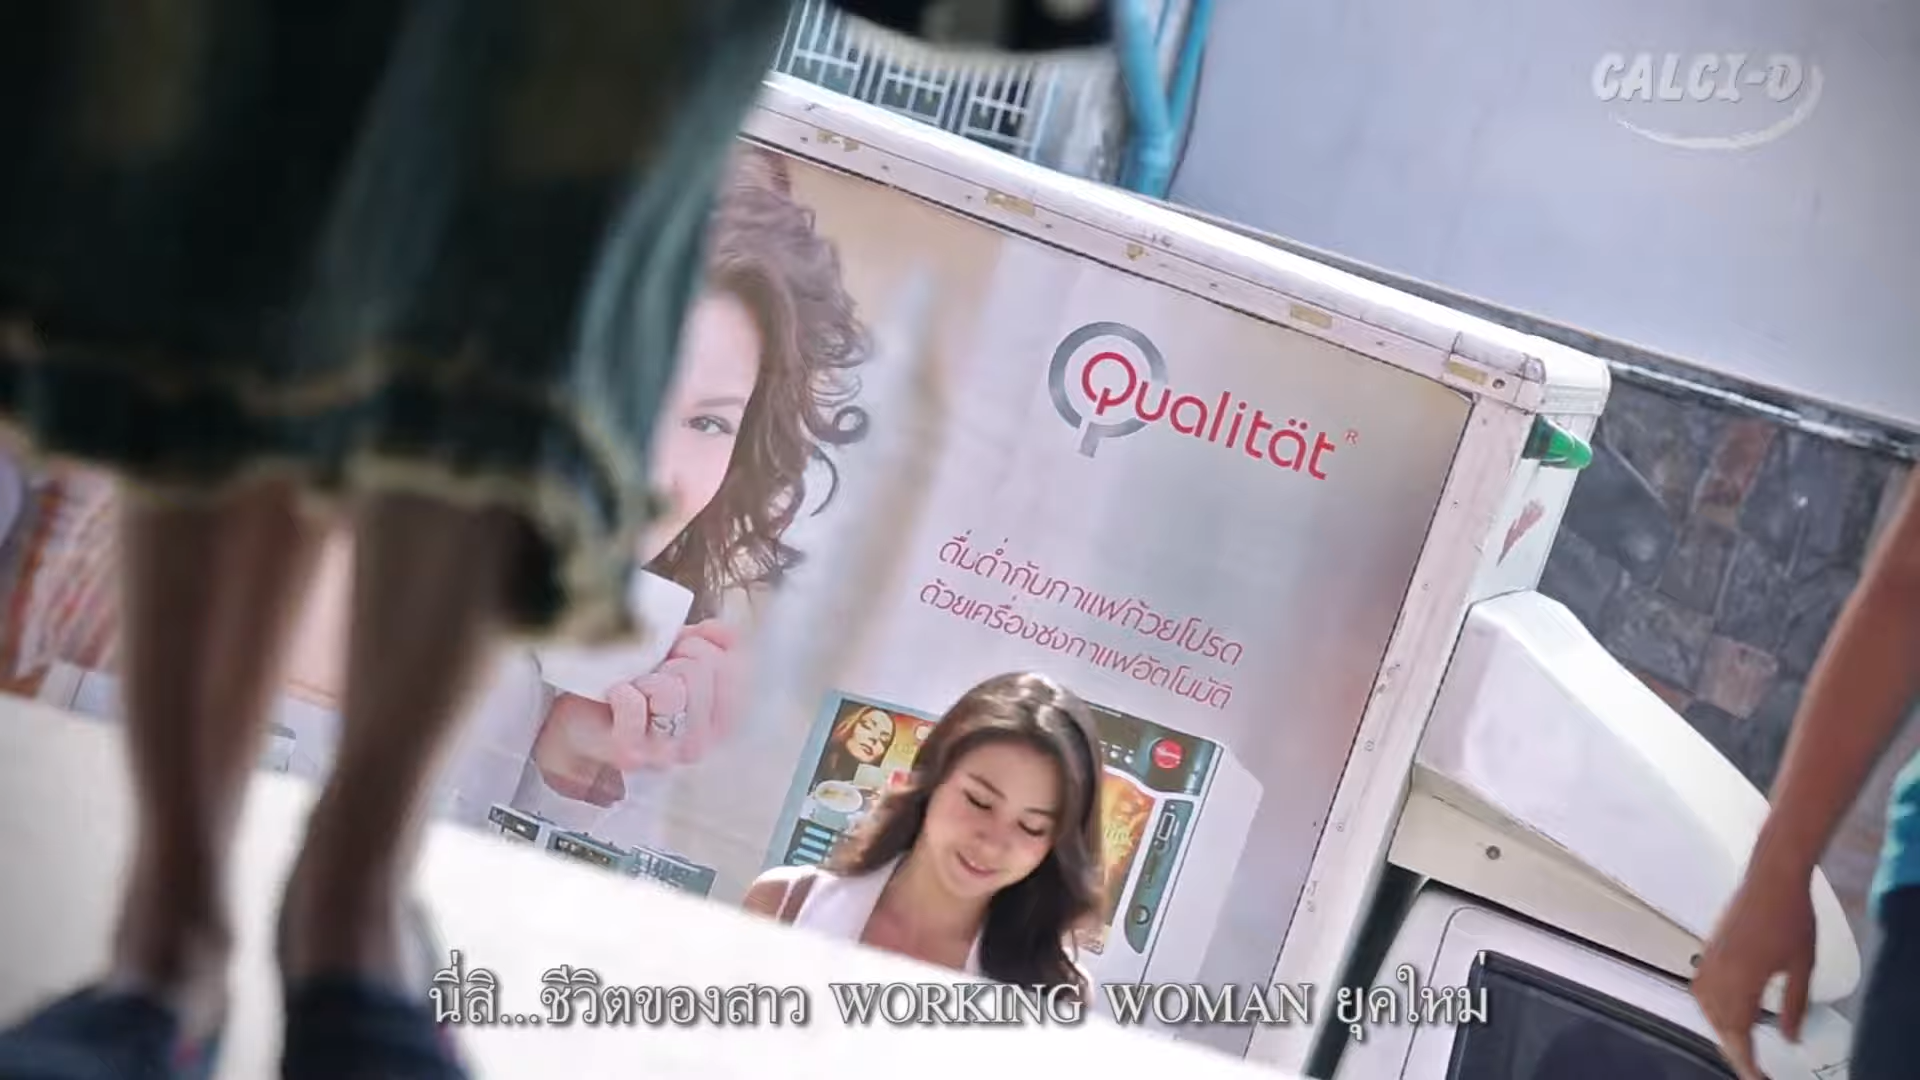 CALCI-D
Qualität®
ดื่มด่ำกับกาแฟถ้วยโปรด
ด้วยเครื่องชงกาแฟอัตโนมัติ
นี่สิ...ชีวิตของสาว WORKING WOMAN ยุคใหม่